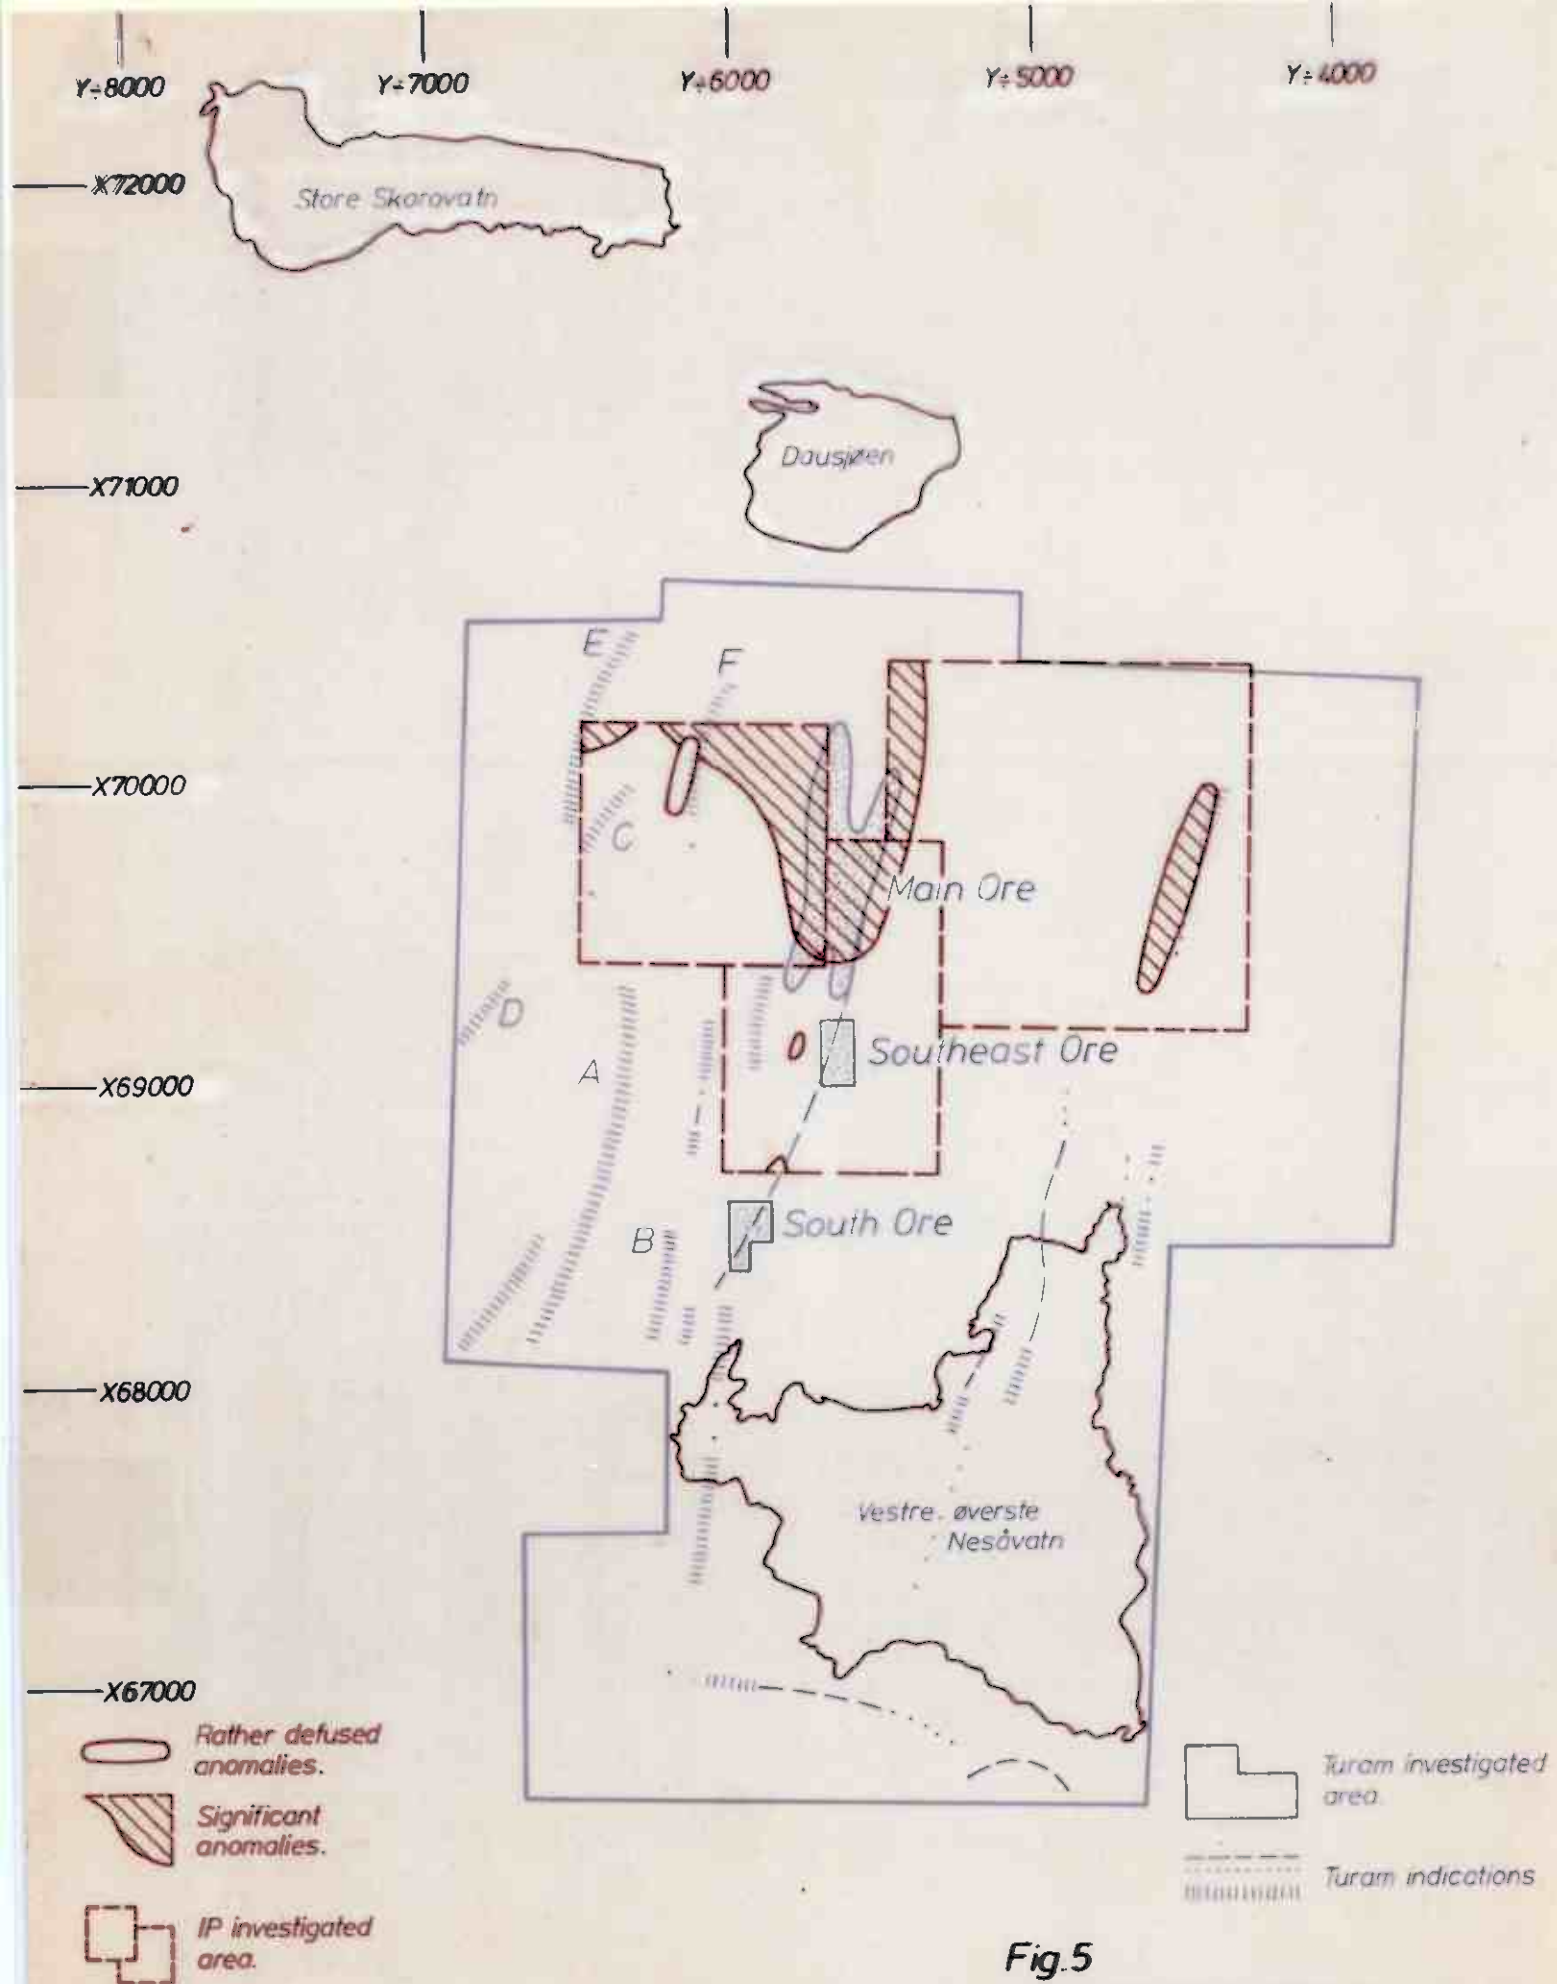 Y÷8000
Y÷7000
Y÷6000
Y÷5000
Y÷4000
X72000
Store Skorovatn
Dausjøen
X71000
E
F
X70000
C
Main Ore
D
A
Southeast Ore
X69000
B
South Ore
X68000
Vestre øverste
Nesåvatn
X67000
Rather defused
anomalies.
Significant
anomalies.
IP investigated
area.
Turam investigated
area.
Turam indications
Fig.5